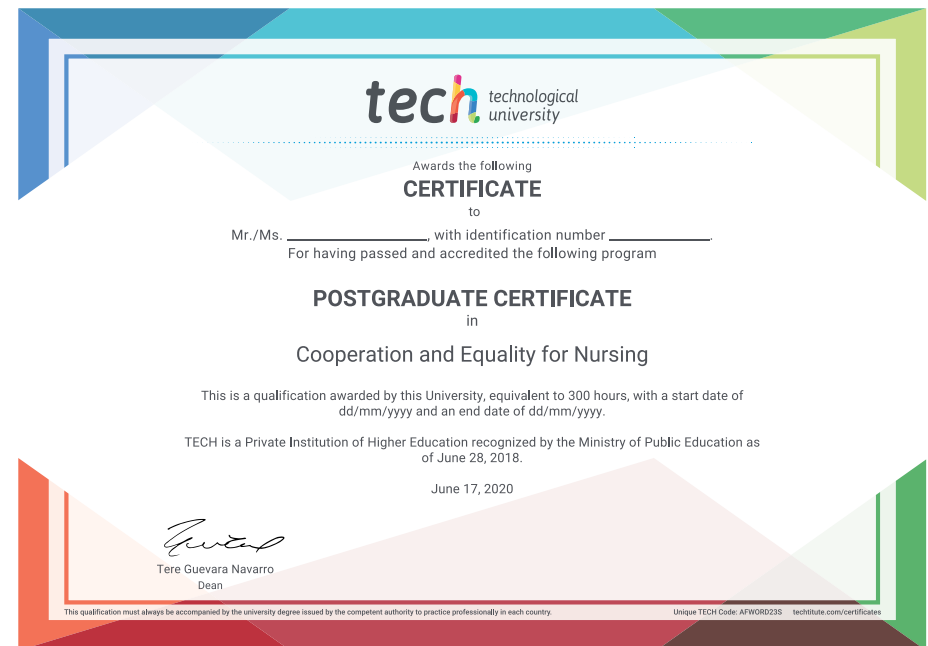 tech technological
university
Awards the following
CERTIFICATE
to
Mr./Ms. ____________________, with identification number ______________.
For having passed and accredited the following program
POSTGRADUATE CERTIFICATE
in
Cooperation and Equality for Nursing
This is a qualification awarded by this University, equivalent to 300 hours, with a start date of
dd/mm/yyyy and an end date of dd/mm/yyyy.
TECH is a Private Institution of Higher Education recognized by the Ministry of Public Education as
of June 28, 2018.
June 17, 2020
Tere Guevara Navarro
Dean
This qualification must always be accompanied by the university degree issued by the competent authority to practice professionally in each country. Unique TECH Code: AFWORD23S techtitute.com/certificates